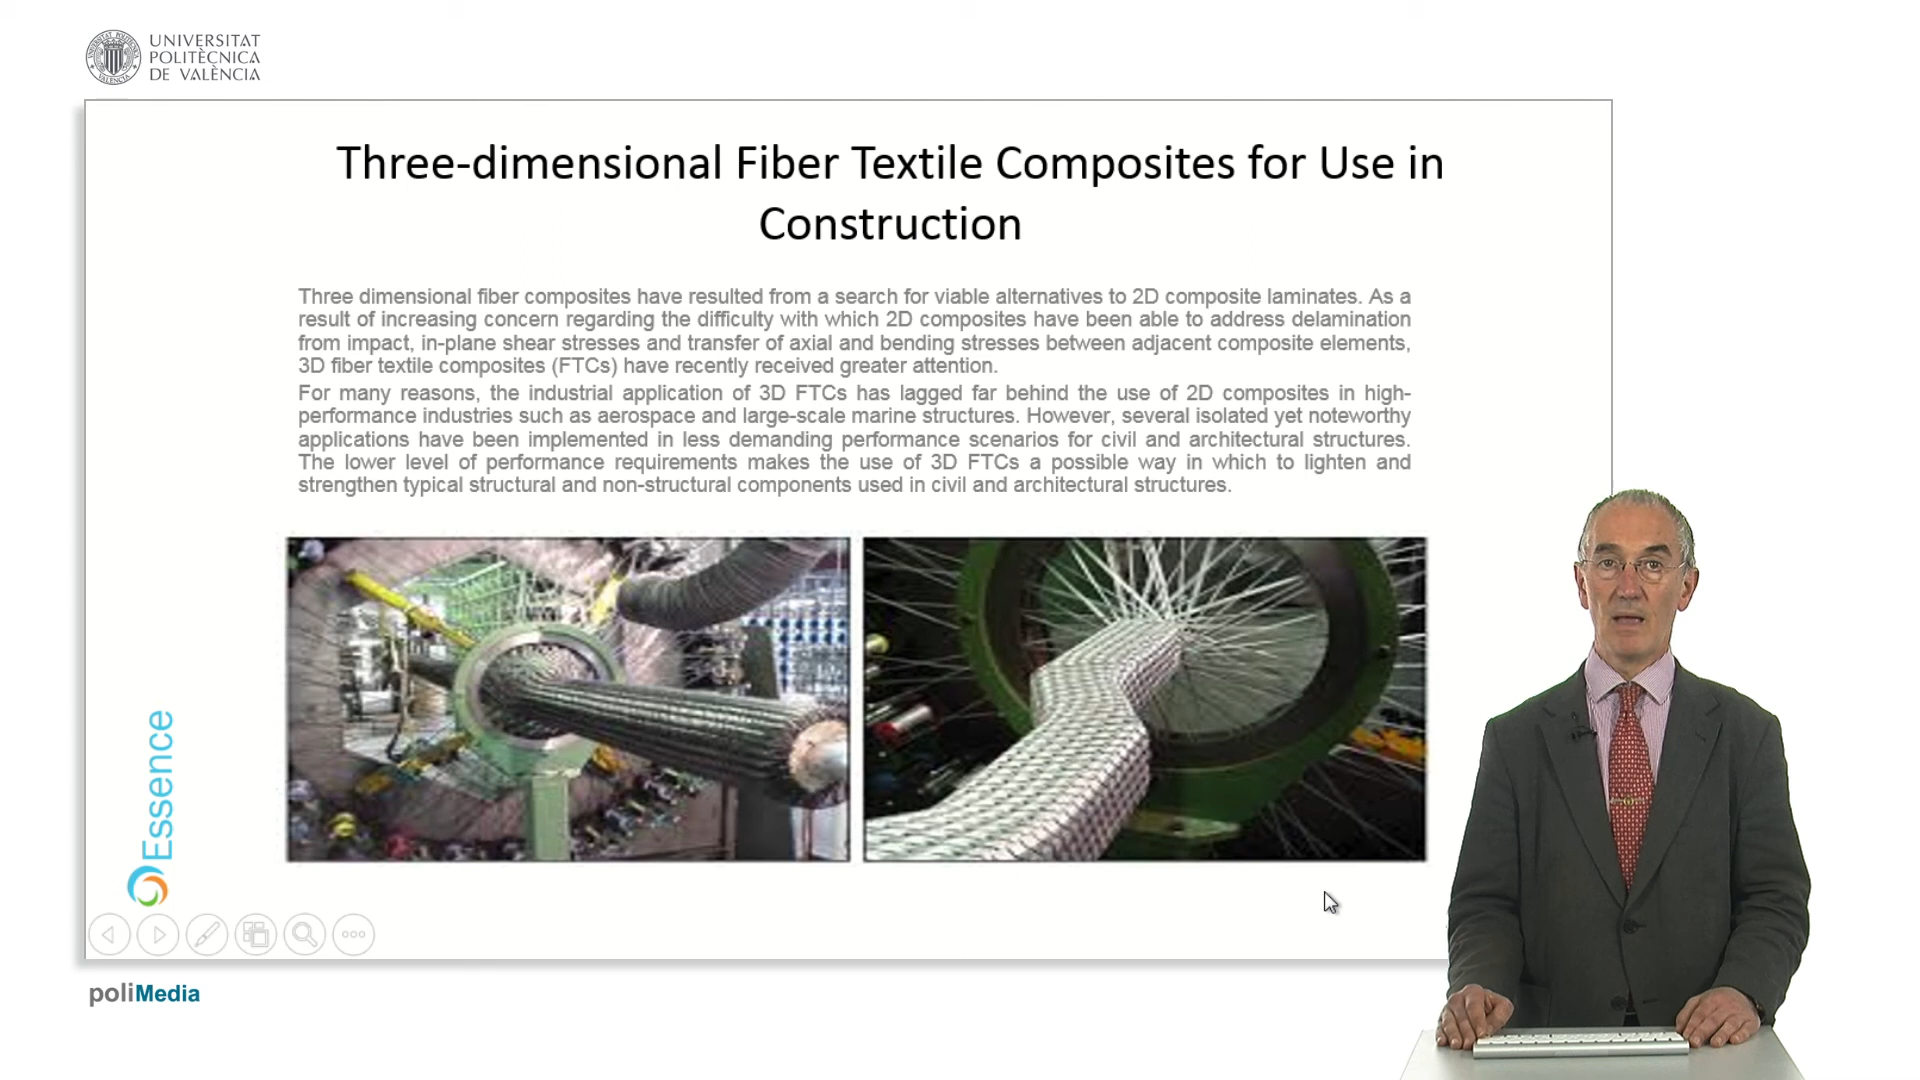 UNIVERSITAT
POLITÈCNICA
DE VALÈNCIA
Three-dimensional Fiber Textile Composites for Use in
Construction
Three dimensional fiber composites have resulted from a search for viable alternatives to 2D composite laminates. As a
result of increasing concern regarding the difficulty with which 2D composites have been able to address delamination
from impact, in-plane shear stresses and transfer of axial and bending stresses between adjacent composite elements,
3D fiber textile composites (FTCs) have recently received greater attention.
For many reasons, the industrial application of 3D FTCs has lagged far behind the use of 2D composites in high-
performance industries such as aerospace and large-scale marine structures. However, several isolated yet noteworthy
applications have been implemented in less demanding performance scenarios for civil and architectural structures.
The lower level of performance requirements makes the use of 3D FTCs a possible way in which to lighten and
strengthen typical structural and non-structural components used in civil and architectural structures.
Essence
poliMedia